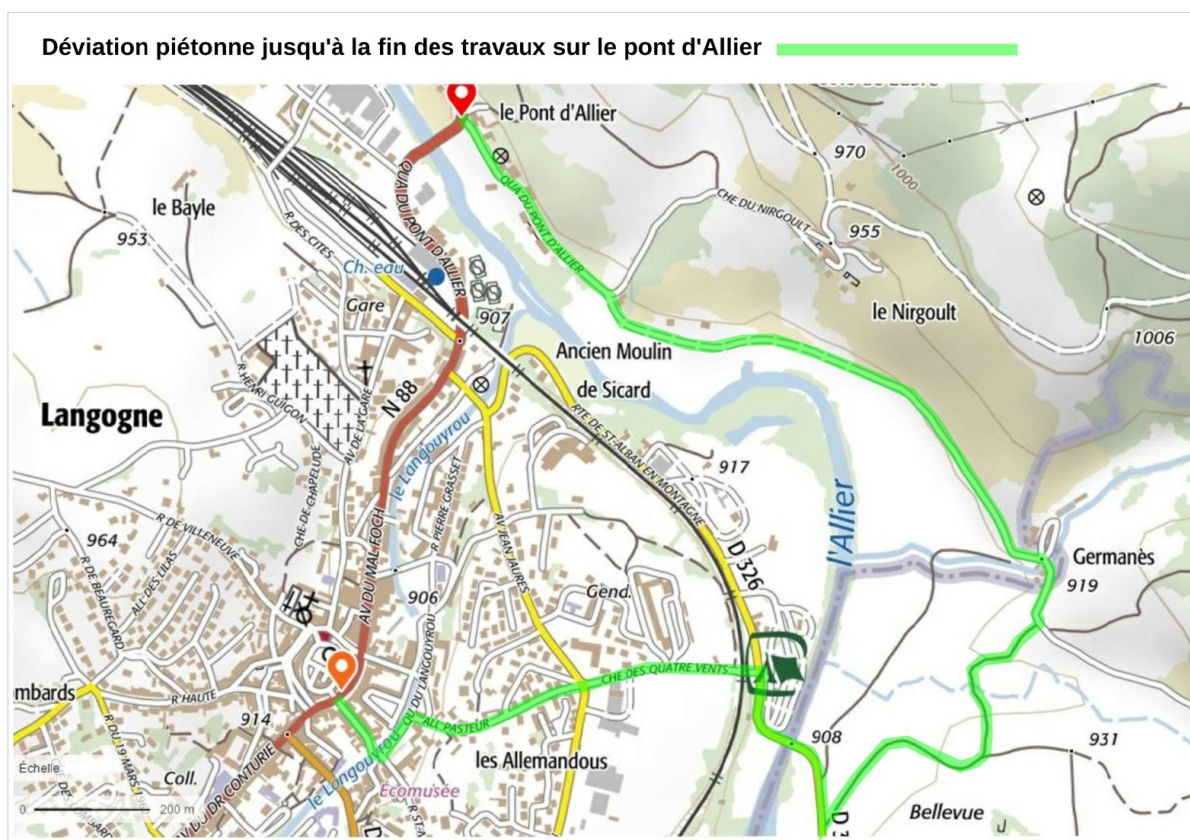 Déviation piétonne jusqu'à la fin des travaux sur le pont d'Allier
le Pont d'Allier
970
1000
QUA DU PONT D'ALLIER
QUA DU PONT D'ALLIER
CHE DU NIRGOULT
le Bayle
953
R DES CITES
955
Ch. eau
Gare
907
le Nirgoult
1006
Ancien Moulin
de Sicard
Langogne
R HENRI GUIGON
AV DE LA GARE
N 88
le Langouyrou
RTE DE ST-ALBAN EN MONTAGNE
917
l'Allier
CHE DE CHAPELUDE
R PIERRE GRASSET
R DE VILLENEUVE
964
AV DU MAL FOCH
AV JEAN JAURES
D 326
Germanès
919
R DE BEAUREGARD
ALL DES LILAS
906
Gend.
QU DU LANGOUYROU
CHE DES QUATRE VENTS
mbards
R HAUTE
914
ALL PASTEUR
908
931
R DU 19 MARS 1
AV DU DR CONTURIE
le Langouyrou
les Allemandous
Échelle
Coll.
Écomusée
0
200 m
Bellevue